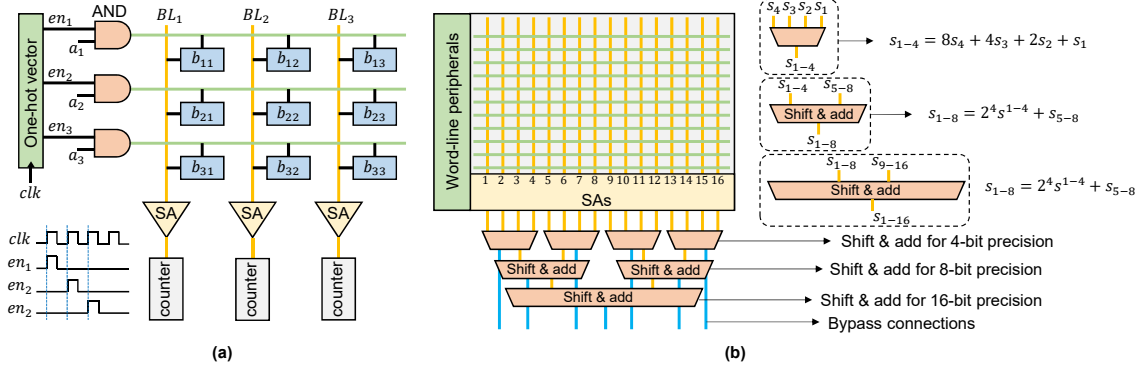 AND
BL₁ BL₂ BL₃
One-hot vector
en₁
a₁
b₁₁ b₁₂ b₁₃
en₂
a₂
b₂₁ b₂₂ b₂₃
en₃
a₃
b₃₁ b₃₂ b₃₃
clk
SA SA SA
counter counter counter
clk
en₁
en₂
en₂
(a)
Word-line peripherals
1 2 3 4 5 6 7 8 9 10 11 12 13 14 15 16
SAs
Shift & add Shift & add
Shift & add
s₄ s₃ s₂ s₁
s₁₋₄
s₁₋₄ = 8s₄ + 4s₃ + 2s₂ + s₁
s₁₋₄ s₅₋₈
Shift & add
s₁₋₈
s₁₋₈ = 2⁴s¹⁻⁴ + s₅₋₈
s₁₋₈ s₉₋₁₆
Shift & add
s₁₋₁₆
s₁₋₈ = 2⁴s¹⁻⁴ + s₅₋₈
Shift & add for 4-bit precision
Shift & add for 8-bit precision
Shift & add for 16-bit precision
Bypass connections
(b)